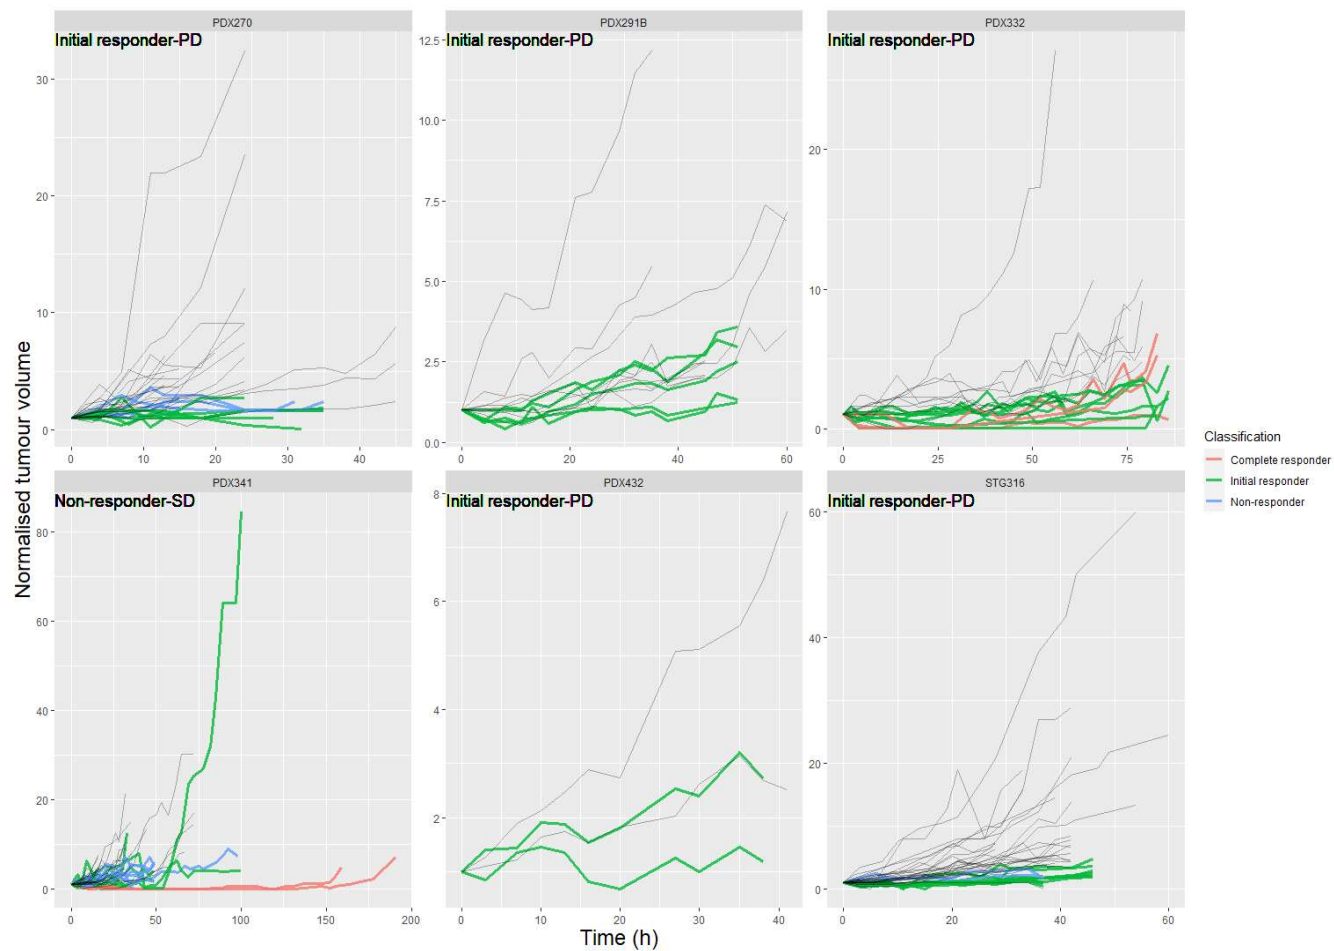 PDX270
PDX291B
PDX332
Initial responder-PD
Initial responder-PD
Initial responder-PD
30
20
10
0
12.5
10.0
7.5
5.0
2.5
0.0
20
10
0
0
10
20
30
40
0
20
40
60
0
25
50
75
PDX341
PDX432
STG316
Non-responder-SD
Initial responder-PD
Initial responder-PD
80
60
40
20
0
8
6
4
2
60
40
20
0
0
50
100
150
200
0
10
20
30
40
0
20
40
60
Normalised tumour volume
Time (h)
Classification
Complete responder
Initial responder
Non-responder